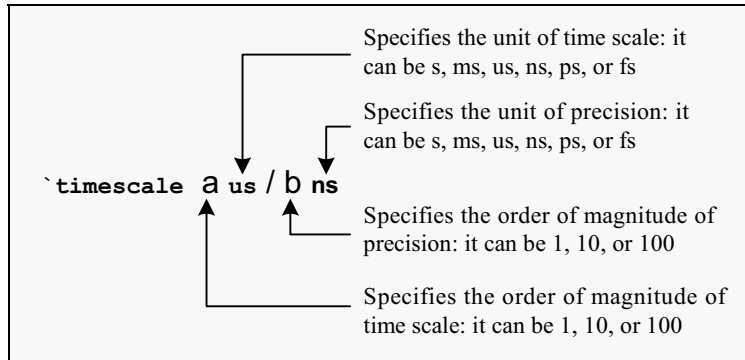 Specifies the unit of time scale: it
can be s, ms, us, ns, ps, or fs
Specifies the unit of precision: it
can be s, ms, us, ns, ps, or fs
`timescale a us / b ns
Specifies the order of magnitude of
precision: it can be 1, 10, or 100
Specifies the order of magnitude of
time scale: it can be 1, 10, or 100